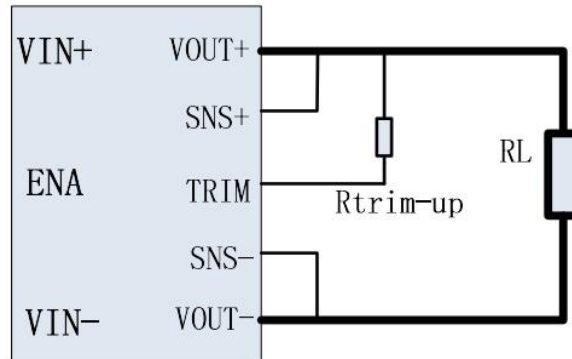 VIN+ VOUT+
SNS+
RL
ENA TRIM
Rtrim-up
SNS-
VIN- VOUT-